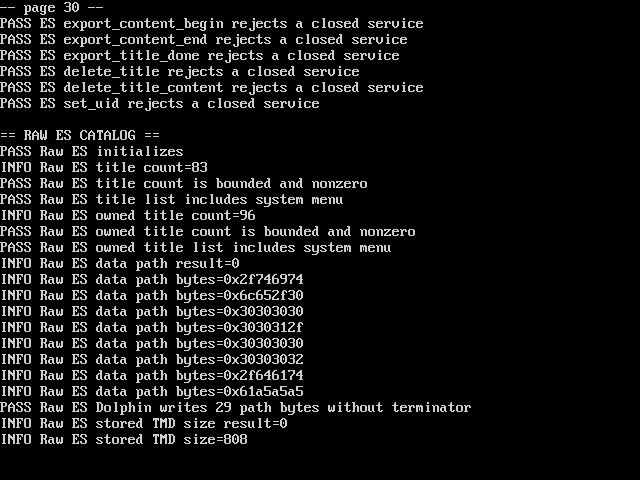 -- page 30 --
PASS ES export_content_begin rejects a closed service
PASS ES export_content_end rejects a closed service
PASS ES export_title_done rejects a closed service
PASS ES delete_title rejects a closed service
PASS ES delete_title_content rejects a closed service
PASS ES set_uid rejects a closed service
== RAW ES CATALOG ==
PASS Raw ES initializes
INFO Raw ES title count=83
PASS Raw ES title count is bounded and nonzero
PASS Raw ES title list includes system menu
INFO Raw ES owned title count=96
PASS Raw ES owned title count is bounded and nonzero
PASS Raw ES owned title list includes system menu
INFO Raw ES data path result=0
INFO Raw ES data path bytes=0x2f746974
INFO Raw ES data path bytes=0x6c652f30
INFO Raw ES data path bytes=0x30303030
INFO Raw ES data path bytes=0x3030312f
INFO Raw ES data path bytes=0x30303030
INFO Raw ES data path bytes=0x30303032
INFO Raw ES data path bytes=0x2f646174
INFO Raw ES data path bytes=0x61a5a5a5
PASS Raw ES Dolphin writes 29 path bytes without terminator
INFO Raw ES stored TMD size result=0
INFO Raw ES stored TMD size=808